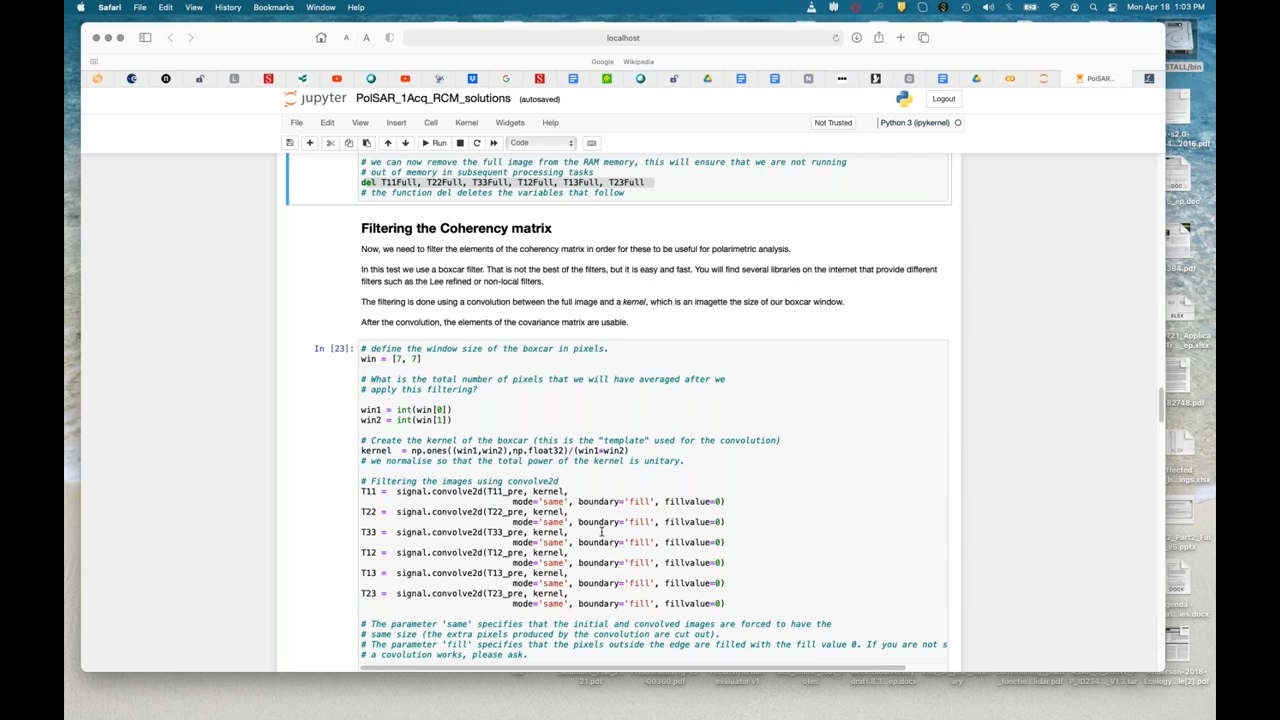 Safari File Edit View History Bookmarks Window Help Mon Apr 18 1:03 PM
A A localhost
Google Wikipedia
PolSAR...
jupyter PolSAR_1Acq_RCM_solutions (autosaved) Logout
File Edit View Insert Cell Kernel Widgets Help Not Trusted Python 3 (ipykernel)
Run Code
# we can now remove the full image from the RAM memory, this will ensure that we are not running
# out of memory in subsequent processing tasks
del T11Full, T22Full, T33Full, T12Full, T13Full, T23Full
# the function del deletes the variables that follow
Filtering the Coherency matrix
Now, we need to filter the elements of the coherency matrix in order for these to be useful for polarimetric analysis.
In this test we use a boxcar filter. That is not the best of the filters, but it is easy and fast. You will find several libraries on the internet that provide different
filters such as the Lee refined or non-local filters.
The filtering is done using a convolution between the full image and a kernel, which is an imagette the size of our boxcar window.
After the convolution, the elements of the covariance matrix are usable.
In [23]: # define the window size of the boxcar in pixels.
win = [7, 7]
# What is the total number of pixels that we will have averaged after we
# apply this filtering?
win1 = int(win[0])
win2 = int(win[1])
# Create the kernel of the boxcar (this is the "template" used for the convolution)
kernel = np.ones((win1,win2),np.float32)/(win1*win2)
# we normalise so that the total power of the kernel is unitary.
# Filtering the images using convolve2d
T11 = signal.convolve2d(T11_pre, kernel,
mode='same', boundary='fill', fillvalue=0)
T22 = signal.convolve2d(T22_pre, kernel,
mode='same', boundary='fill', fillvalue=0)
T33 = signal.convolve2d(T33_pre, kernel,
mode='same', boundary='fill', fillvalue=0)
T12 = signal.convolve2d(T12_pre, kernel,
mode='same', boundary='fill', fillvalue=0)
T13 = signal.convolve2d(T13_pre, kernel,
mode='same', boundary='fill', fillvalue=0)
T23 = signal.convolve2d(T23_pre, kernel,
mode='same', boundary='fill', fillvalue=0)
# The parameter 'same' specifies that the initial and convolved images are forced to have the
# same size (the extra pixels produced by the convolution are cut out).
# The parameter 'fill' specifies that the pixels outside the edge are filled with the fill value 0. If you are not s
# a covolution works, please ask.